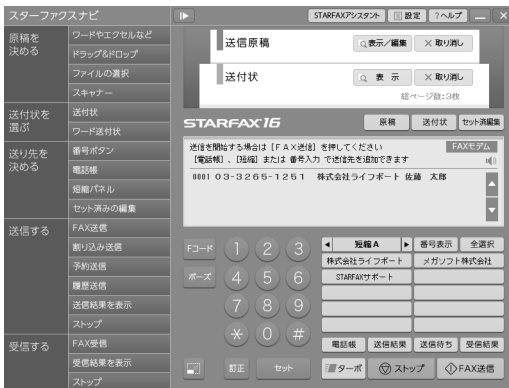 スターファクスナビ
STARFAXアシスタント
設定
?ヘルプ
原稿を
決める
ワードやエクセルなど
ドラッグ&ドロップ
ファイルの選択
スキャナー
送付状を
選ぶ
送付状
ワード送付状
送り先を
決める
番号ボタン
電話帳
短縮パネル
セット済みの編集
送信する
FAX送信
割り込み送信
予約送信
履歴送信
送信結果を表示
ストップ
受信する
FAX受信
受信結果を表示
ストップ
送信原稿
表示/編集
取り消し
送付状
表 示
取り消し
総ページ数:3枚
STARFAX'16
原稿
送付状
セット済編集
送信を開始する場合は[FAX送信]を押してください
[電話帳]、[短縮]または 番号入力 で送信先を追加できます
FAXモデム
0001 03-3265-1251 株式会社ライフボート 佐藤 太郎
Fコード
1
2
3
ポーズ
4
5
6
7
8
9
*
0
#
訂正
セット
短縮A
番号表示
全選択
株式会社ライフボート
メガソフト株式会社
STARFAXサポート
電話帳
送信結果
送信待ち
受信結果
ターボ
ストップ
FAX送信